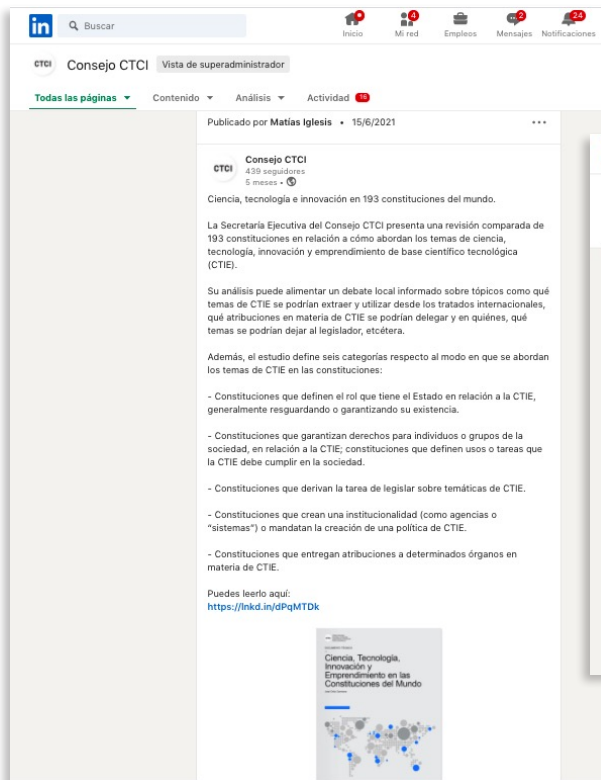 in
Buscar
Inicio
4
Mi red
Empleos
2
Mensajes
24
Notificaciones
CTCI
Consejo CTCI
Vista de superadministrador
Todas las páginas
Contenido
Análisis
Actividad 16
Publicado por Matías Iglesis • 15/6/2021
CTCI
Consejo CTCI
439 seguidores
5 meses •
Ciencia, tecnología e innovación en 193 constituciones del mundo.
La Secretaría Ejecutiva del Consejo CTCI presenta una revisión comparada de
193 constituciones en relación a cómo abordan los temas de ciencia,
tecnología, innovación y emprendimiento de base científico tecnológica
(CTIE).
Su análisis puede alimentar un debate local informado sobre tópicos como qué
temas de CTIE se podrían extraer y utilizar desde los tratados internacionales,
qué atribuciones en materia de CTIE se podrían delegar y en quiénes, qué
temas se podrían dejar al legislador, etcétera.
Además, el estudio define seis categorías respecto al modo en que se abordan
los temas de CTIE en las constituciones:
- Constituciones que definen el rol que tiene el Estado en relación a la CTIE,
generalmente resguardando o garantizando su existencia.
- Constituciones que garantizan derechos para individuos o grupos de la
sociedad, en relación a la CTIE; constituciones que definen usos o tareas que
la CTIE debe cumplir en la sociedad.
- Constituciones que derivan la tarea de legislar sobre temáticas de CTIE.
- Constituciones que crean una institucionalidad (como agencias o
“sistemas”) o mandatan la creación de una política de CTIE.
- Constituciones que entregan atribuciones a determinados órganos en
materia de CTIE.
Puedes leerlo aquí:
https://lnkd.in/dPqMTDk
Ciencia, Tecnología,
Innovación y
Emprendimiento en las
Constituciones del Mundo